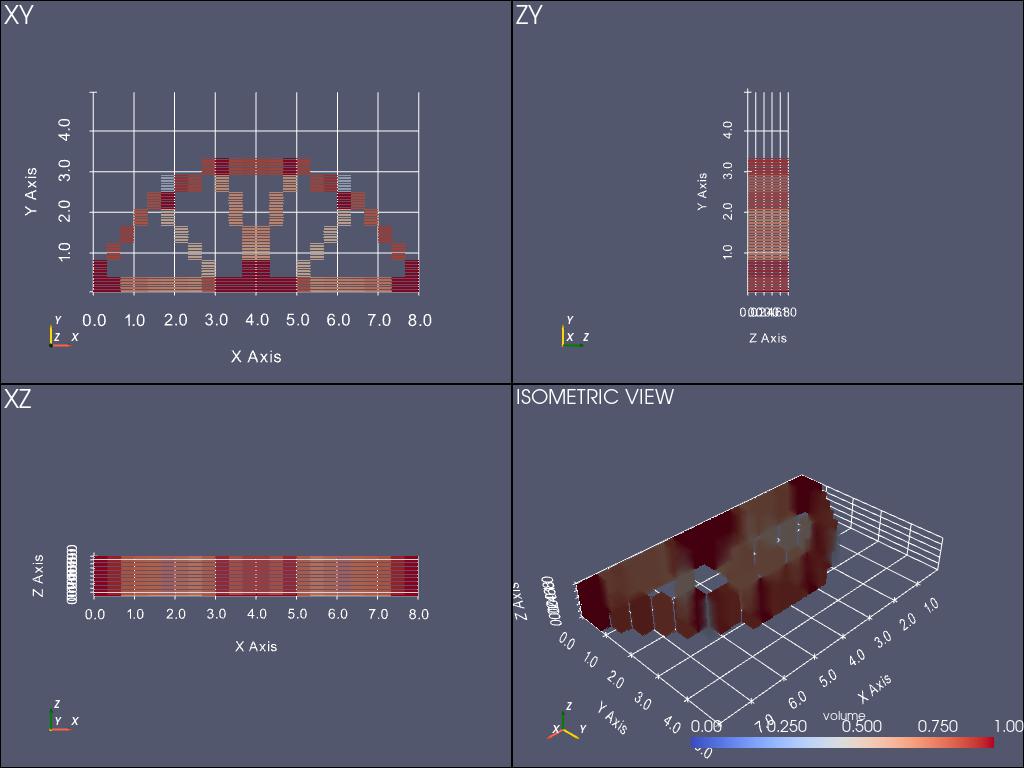 XY
Y Axis
4.0
3.0
2.0
1.0
0.0 1.0 2.0 3.0 4.0 5.0 6.0 7.0 8.0
X Axis
Y
Z X
ZY
Y Axis
4.0
3.0
2.0
1.0
Z Axis
Y
X Z
XZ
Z Axis
0.0 1.0 2.0 3.0 4.0 5.0 6.0 7.0 8.0
X Axis
Z
Y X
ISOMETRIC VIEW
Z Axis
0.0 1.0 2.0 3.0 4.0
Y Axis
1.0
2.0
3.0
4.0
5.0
6.0
X Axis
Z
X Y
volume
0.00 0.250 0.500 0.750 1.00